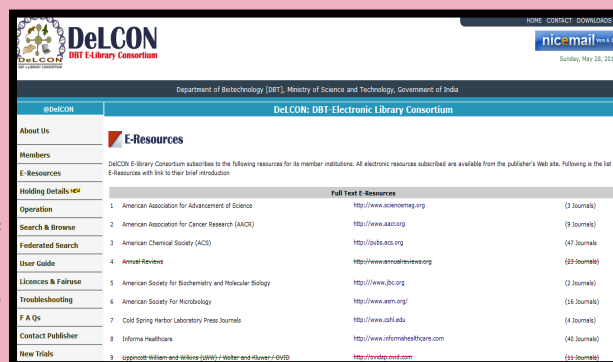 HOME CONTACT DOWNLOADS
DeLCON
DBT E-Library Consortium
DeLCON
DBT e-LIBRARY CONSORTIUM
nicemail
Sunday, May 28, 201
Department of Biotechnology [DBT], Ministry of Science and Technology, Government of India
@DelCON
DeLCON: DBT-Electronic Library Consortium
About Us
Members
E-Resources
Holding Details NEW
Operation
Search & Browse
Federated Search
User Guide
Licences & Fairuse
Troubleshooting
F A Qs
Contact Publisher
New Trials
E-Resources
DelCON E-library Consortium subscribes to the following resources for its member institutions. All electronic resources subscribed are available from the publisher's Web site. Following is the list
E-Resources with link to their brief introduction
Full Text E-Resources
1 American Association for Advancement of Science http://www.sciencemag.org (3 Journals)
2 American Association for Cancer Research (AACR) http://www.aacr.org (9 Journals)
3 American Chemical Society (ACS) http://pubs.acs.org (47 Journals
4 Annual Reviews http://www.annualreviews.org (23 Journals)
5 American Society for Biochemistry and Molecular Biology http:///www.jbc.org (2 Journals)
6 American Society For Microbiology http://www.asm.org/ (16 Journals)
7 Cold Spring Harbor Laboratory Press Journals http://www.cshl.edu (4 Journals)
8 Informa Healthcare http://www.informahealthcare.com (40 Journals)
9 Lippincott William and Wilkins (LWW) / Wolter and Kluwer / OVID http://ovidsp.ovid.com (11 Journals)